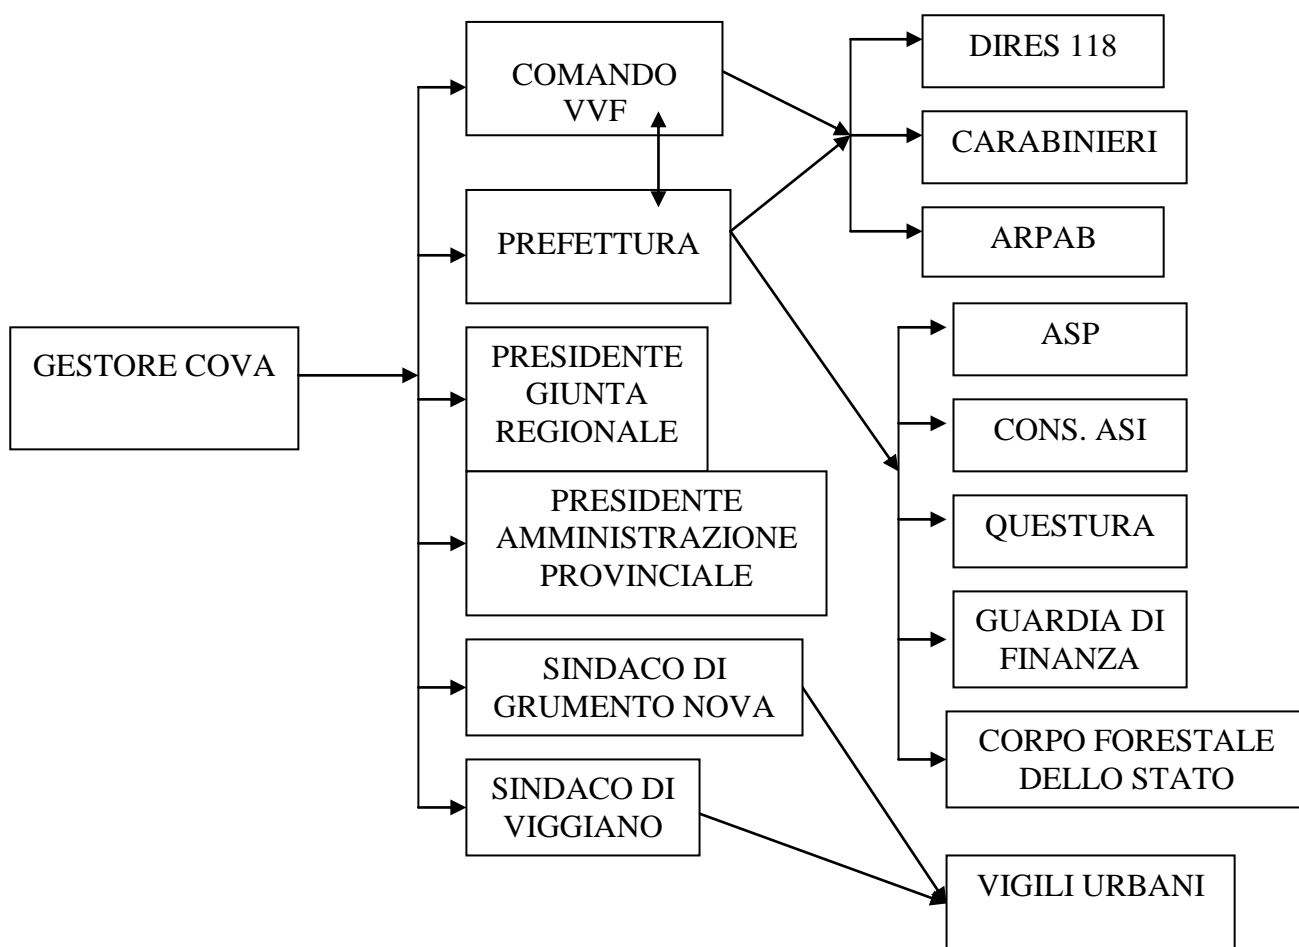 GESTORE COVA
COMANDO
VVF
PREFETTURA
PRESIDENTE
GIUNTA
REGIONALE
PRESIDENTE
AMMINISTRAZIONE
PROVINCIALE
SINDACO DI
GRUMENTO NOVA
SINDACO DI
VIGGIANO
DIRES 118
CARABINIERI
ARPAB
ASP
CONS. ASI
QUESTURA
GUARDIA DI
FINANZA
CORPO FORESTALE
DELLO STATO
VIGILI URBANI